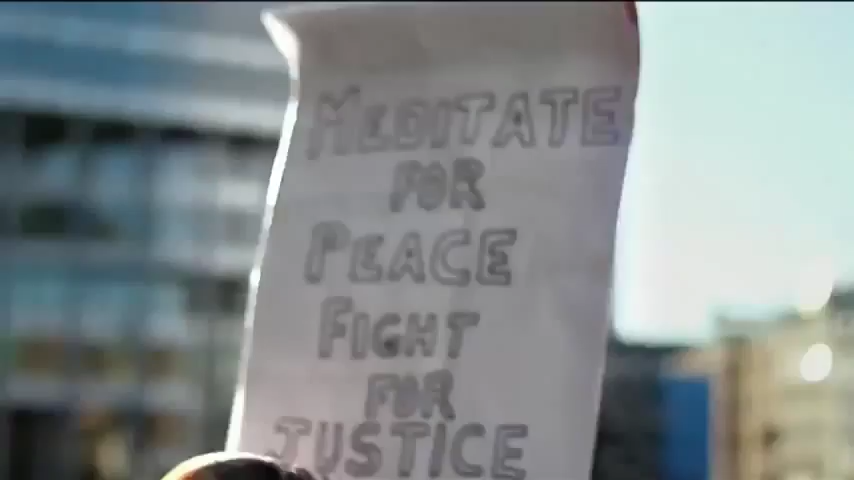 MEDITATE
FOR
PEACE
FIGHT
FOR
JUSTICE